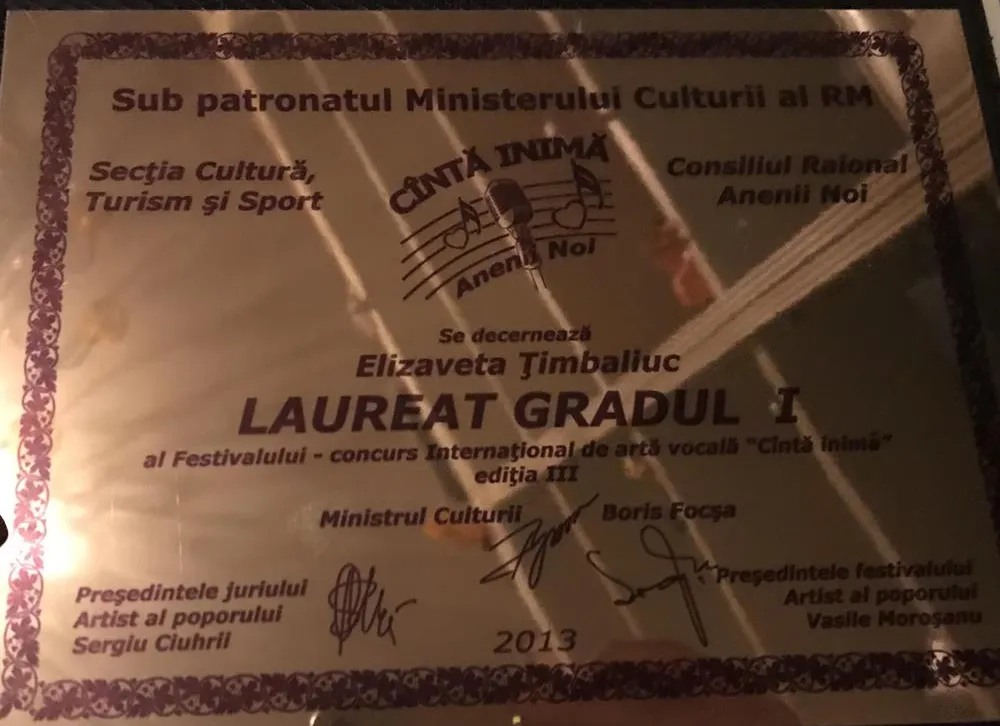 Sub patronatul Ministerului Culturii al RM
Secţia Cultură,
Turism şi Sport
CÎNTĂ INIMĂ
Anenii Noi
Consiliul Raional
Anenii Noi
Se decernează
Elizaveta Ţimbaliuc
LAUREAT GRADUL I
al Festivalului - concurs Internaţional de artă vocală "Cîntă inimă"
ediţia III
Ministrul Culturii Boris Focşa
Preşedintele juriului
Artist al poporului
Sergiu Ciuhrii
2013
Preşedintele festivalului
Artist al poporului
Vasile Moroşanu